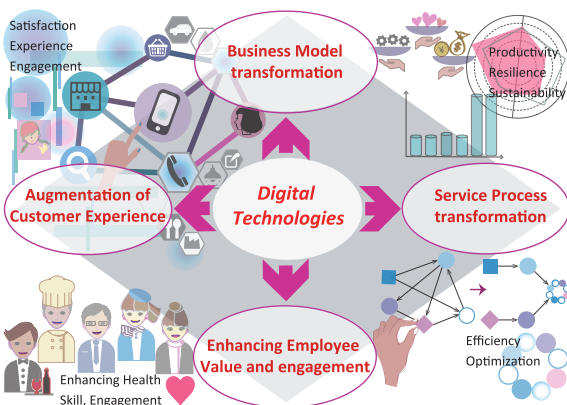 Satisfaction
Experience
Engagement
Business Model
transformation
Productivity
Resilience
Sustainability
Augmentation of
Customer Experience
Digital
Technologies
Service Process
transformation
Enhancing Employee
Value and engagement
Enhancing Health
Skill, Engagement
Efficiency
Optimization